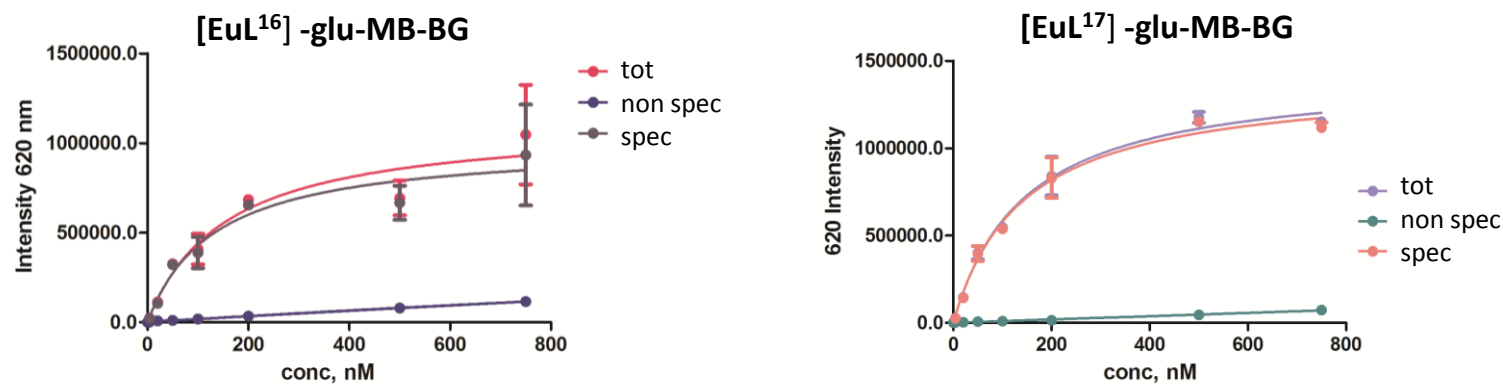 [EuL¹⁶] -glu-MB-BG
Intensity 620 nm
1500000.0
1000000.0
500000.0
0.0
0 200 400 600 800
conc, nM
tot
non spec
spec
[EuL¹⁷] -glu-MB-BG
620 Intensity
1500000.0
1000000.0
500000.0
0.0
0 200 400 600 800
conc, nM
tot
non spec
spec